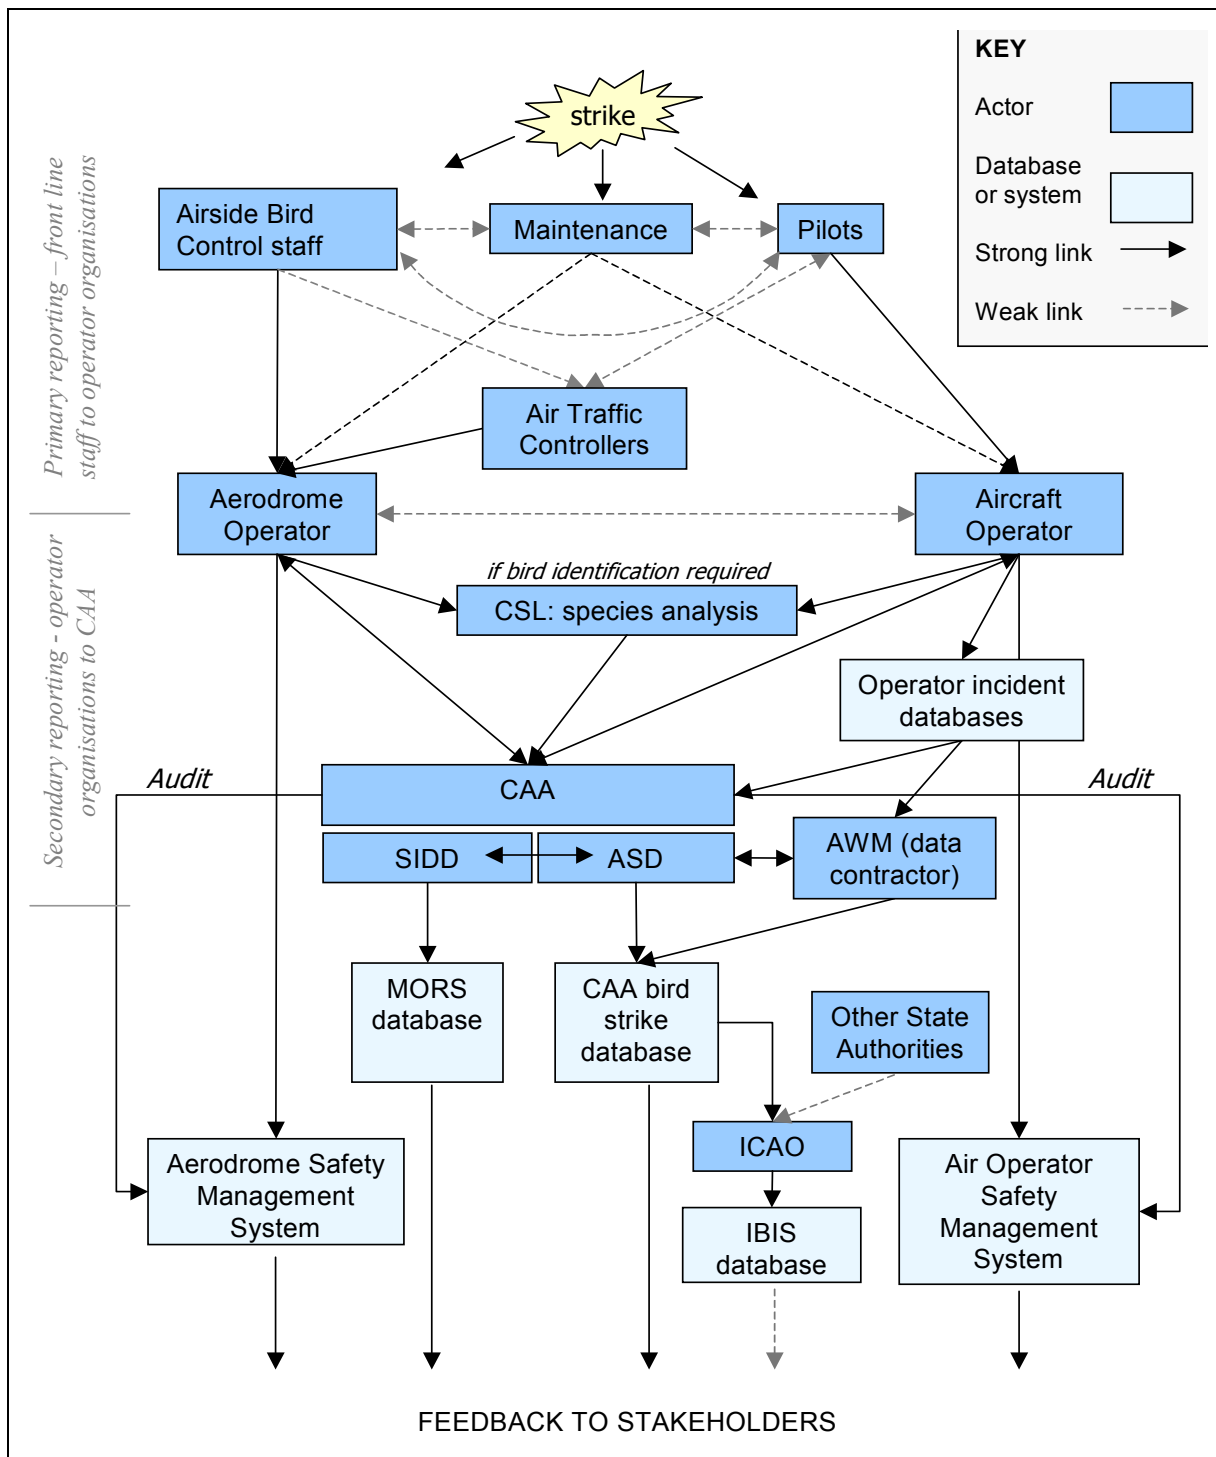 KEY
Actor
Database
or system
Strong link
Weak link
strike
Primary reporting – front line
staff to operator organisations
Airside Bird
Control staff
Maintenance
Pilots
Air Traffic
Controllers
Aerodrome
Operator
Aircraft
Operator
Secondary reporting - operator
organisations to CAA
if bird identification required
CSL: species analysis
Operator incident
databases
Audit
CAA
Audit
SIDD
ASD
AWM (data
contractor)
MORS
database
CAA bird
strike
database
Other State
Authorities
ICAO
Aerodrome Safety
Management
System
IBIS
database
Air Operator
Safety
Management
System
FEEDBACK TO STAKEHOLDERS